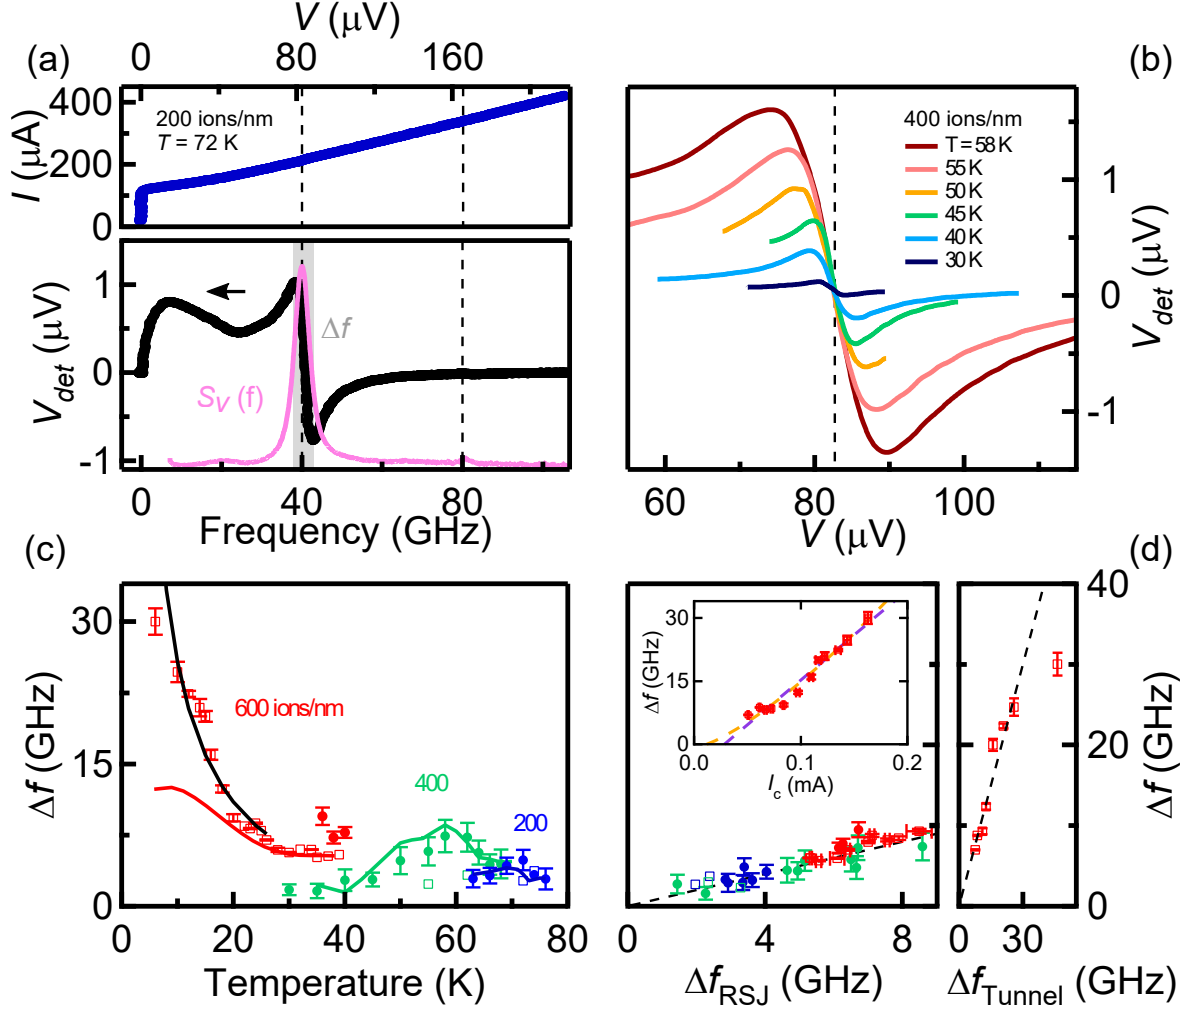 V (μV)
0 82 160
(a)
400
200
0
I (μA)
200 ions/nm
T = 72 K
1
0
-1
V_det (μV)
Δf
S_V (f)
0 40 80
Frequency (GHz)
(b)
400 ions/nm
T = 58 K
55 K
50 K
45 K
40 K
30 K
1
0
-1
V_det (μV)
60 80 100
V (μV)
(c)
30
15
0
Δf (GHz)
600 ions/nm
400
200
0 20 40 60 80
Temperature (K)
(d)
30
15
0
Δf (GHz)
0.0 0.1 0.2
I_c (mA)
0 4 8
Δf_RSJ (GHz)
40
20
0
Δf (GHz)
0 30
Δf_Tunnel (GHz)